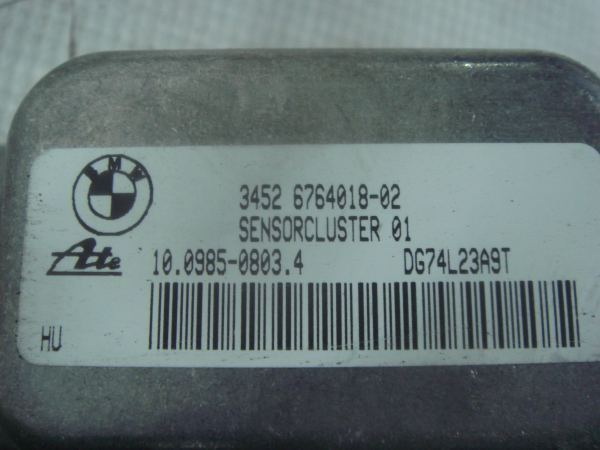 BMW
3452 6764018-02
SENSORCLUSTER 01
Ate
10.0985-0803.4 DG74L23A9T
HU